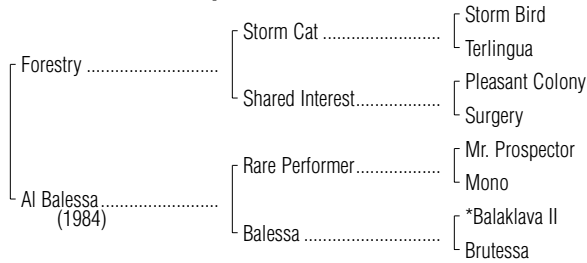 Storm Bird
Storm Cat ........................
Terlingua
Forestry ...........................
Pleasant Colony
Shared Interest...................
Surgery
Mr. Prospector
Rare Performer.................
Mono
Al Balessa........................
(1984)
*Balaklava II
Balessa ...........................
Brutessa